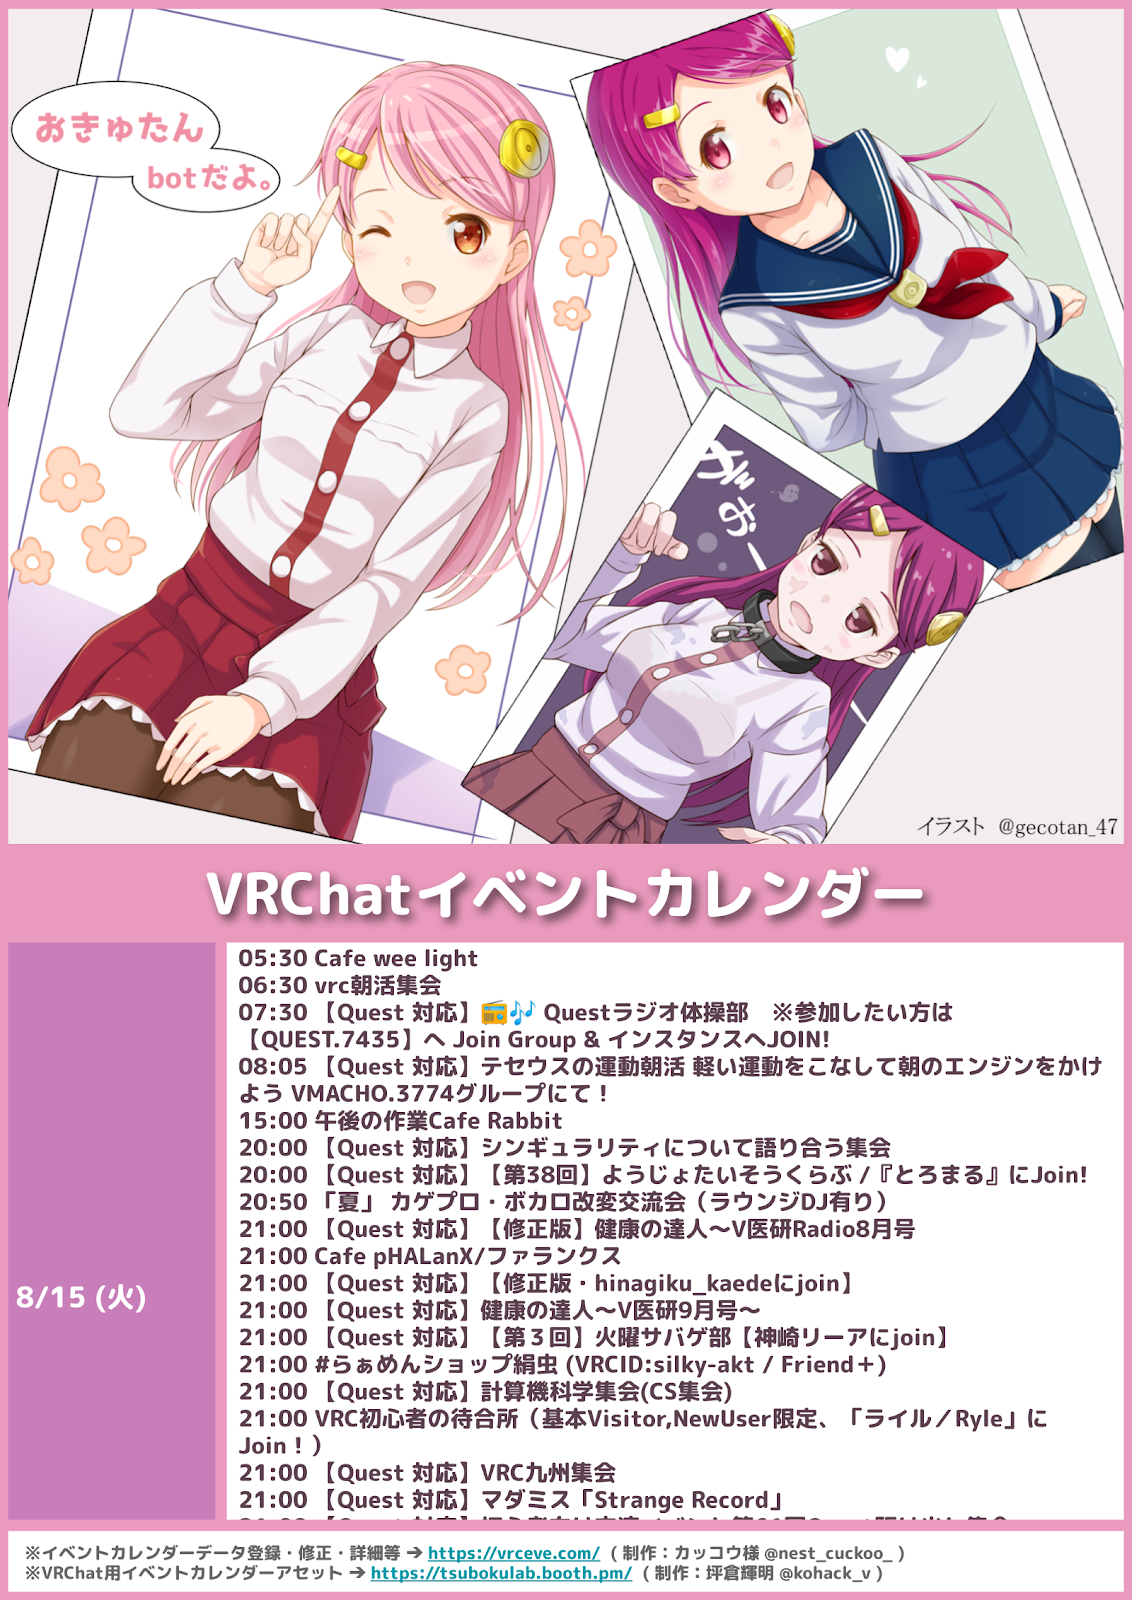 おきゅたん
botだよ。
がおー
イラスト @gecotan_47
VRChatイベントカレンダー
8/15 (火)
05:30 Cafe wee light
06:30 vrc朝活集会
07:30 【Quest 対応】📻🎶 Questラジオ体操部　※参加したい方は
【QUEST.7435】へ Join Group & インスタンスへJOIN!
08:05 【Quest 対応】テセウスの運動朝活 軽い運動をこなして朝のエンジンをかけ
よう VMACHO.3774グループにて！
15:00 午後の作業Cafe Rabbit
20:00 【Quest 対応】シンギュラリティについて語り合う集会
20:00 【Quest 対応】【第38回】ようじょたいそうくらぶ /『とろまる』にJoin!
20:50 「夏」 カゲプロ・ボカロ改変交流会（ラウンジDJ有り）
21:00 【Quest 対応】【修正版】健康の達人～V医研Radio8月号
21:00 Cafe pHALanX/ファランクス
21:00 【Quest 対応】【修正版・hinagiku_kaedeにjoin】
21:00 【Quest 対応】健康の達人～V医研9月号～
21:00 【Quest 対応】【第３回】火曜サバゲ部【神崎リーアにjoin】
21:00 #らぁめんショップ絹虫 (VRCID:silky-akt / Friend＋)
21:00 【Quest 対応】計算機科学集会(CS集会)
21:00 VRC初心者の待合所（基本Visitor,NewUser限定、「ライル／Ryle」に
Join！）
21:00 【Quest 対応】VRC九州集会
21:00 【Quest 対応】マダミス「Strange Record」
※イベントカレンダーデータ登録・修正・詳細等 ➔ https://vrceve.com/ ( 制作：カッコウ様 @nest_cuckoo_ )
※VRChat用イベントカレンダーアセット ➔ https://tsubokulab.booth.pm/ ( 制作：坪倉輝明 @kohack_v )